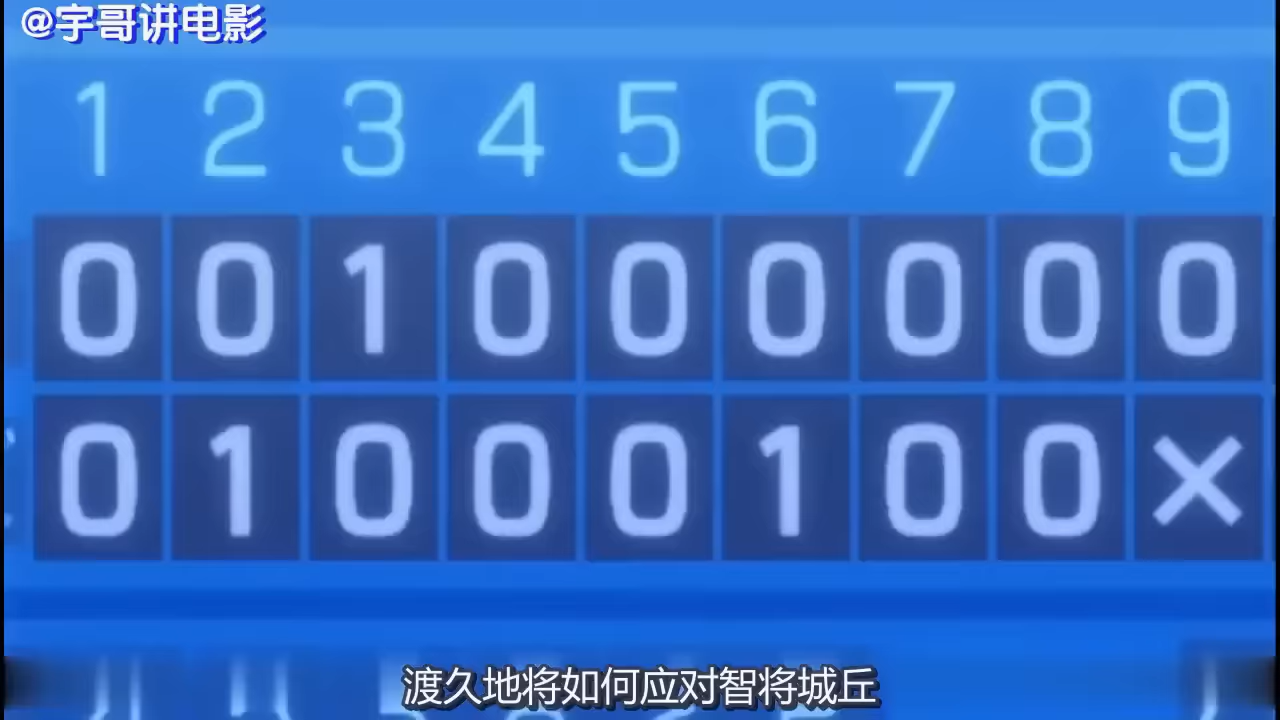 @宇哥讲电影
1 2 3 4 5 6 7 8 9
0 0 1 0 0 0 0 0 0
0 1 0 0 0 1 0 0 ×
渡久地将如何应对智将城丘